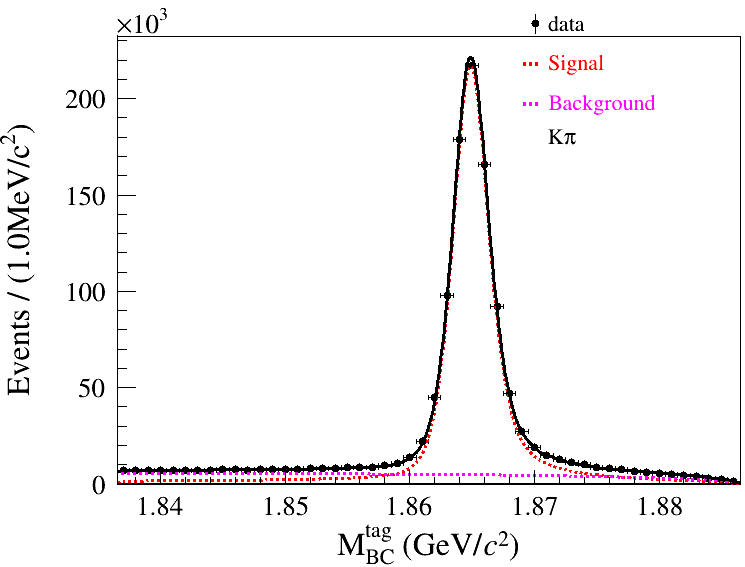 ×10³
data
Signal
Background
Kπ
200
150
100
50
0
Events / (1.0MeV/c²)
1.84 1.85 1.86 1.87 1.88
M_BC^tag (GeV/c²)